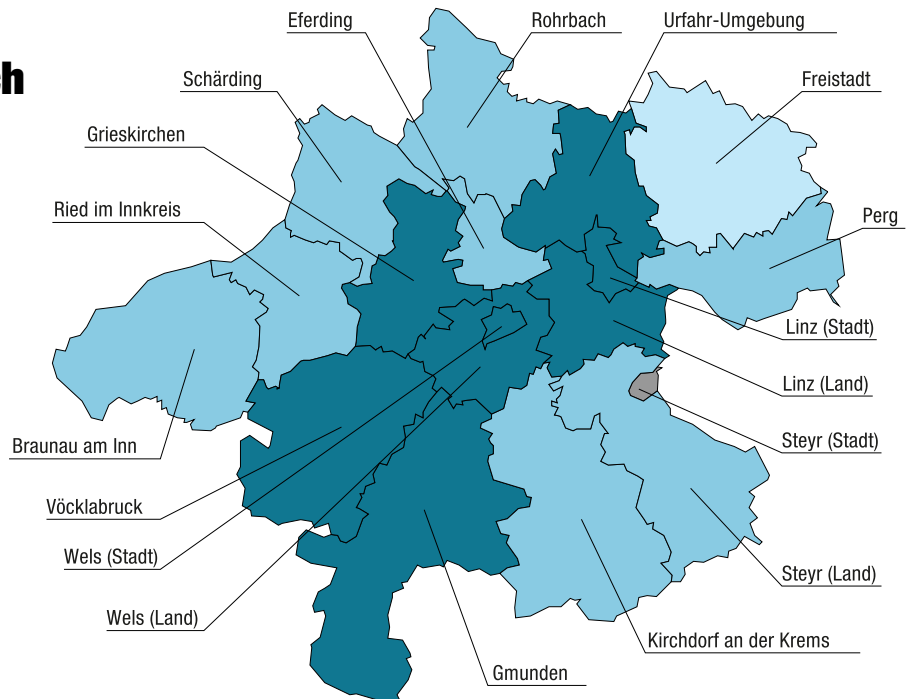 ch
Eferding
Rohrbach
Urfahr-Umgebung
Schärding
Freistadt
Grieskirchen
Ried im Innkreis
Perg
Linz (Stadt)
Linz (Land)
Steyr (Stadt)
Braunau am Inn
Vöcklabruck
Wels (Stadt)
Steyr (Land)
Wels (Land)
Kirchdorf an der Krems
Gmunden